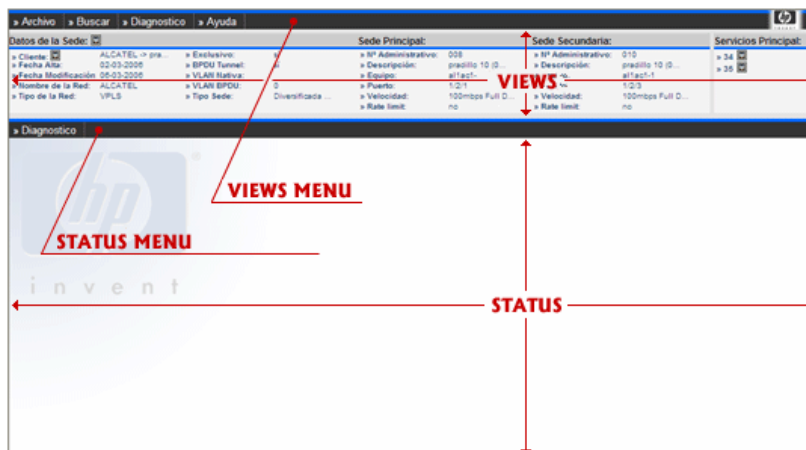 » Archivo » Buscar » Diagnostico » Ayuda
Datos de la Sede: Sede Principal: Sede Secundaria: Servicios Principal:
» Cliente: ALCATEL -> pra... » Exclusivo: » Nº Administrativo: 008 » Nº Administrativo: 010 » 34
» Fecha Alta: 02-03-2006 » BPDU Tunnel: » Descripción: pradillo 10 (0... » Descripción: pradillo 10 (0... » 35
» Fecha Modificación 06-03-2006 » VLAN Nativa: » Equipo: al1acf-1 al1acf-1
» Nombre de la Red: ALCATEL » VLAN BPDU: 0 » Puerto: 1/2/1 1/2/3
» Tipo de la Red: VPLS » Tipo Sede: Diversificada ... » Velocidad: 100mbps Full D... » Velocidad: 100mbps Full D...
» Rate limit: no » Rate limit: no
VIEWS
» Diagnostico
VIEWS MENU
STATUS MENU
hp
invent
STATUS